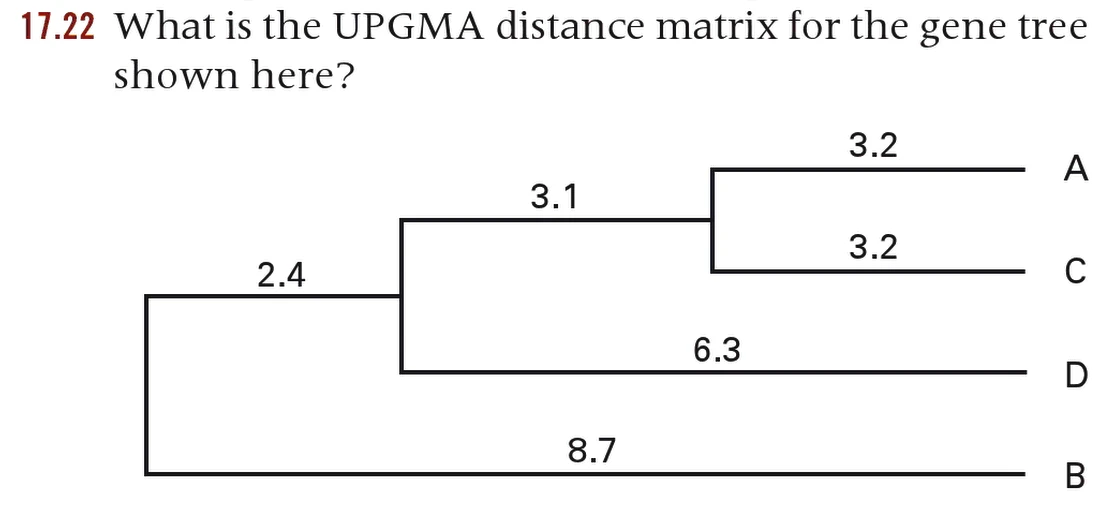 17.22 What is the UPGMA distance matrix for the gene tree
shown here?
3.2
A
3.1
3.2
C
2.4
6.3
D
8.7
B